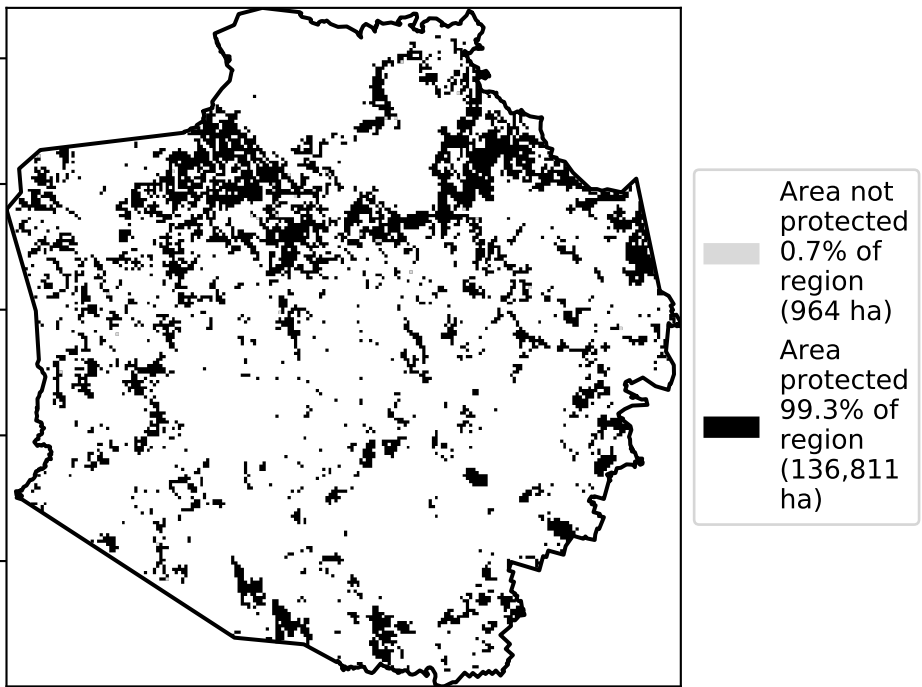 Area not
protected
0.7% of
region
(964 ha)
Area
protected
99.3% of
region
(136,811
ha)